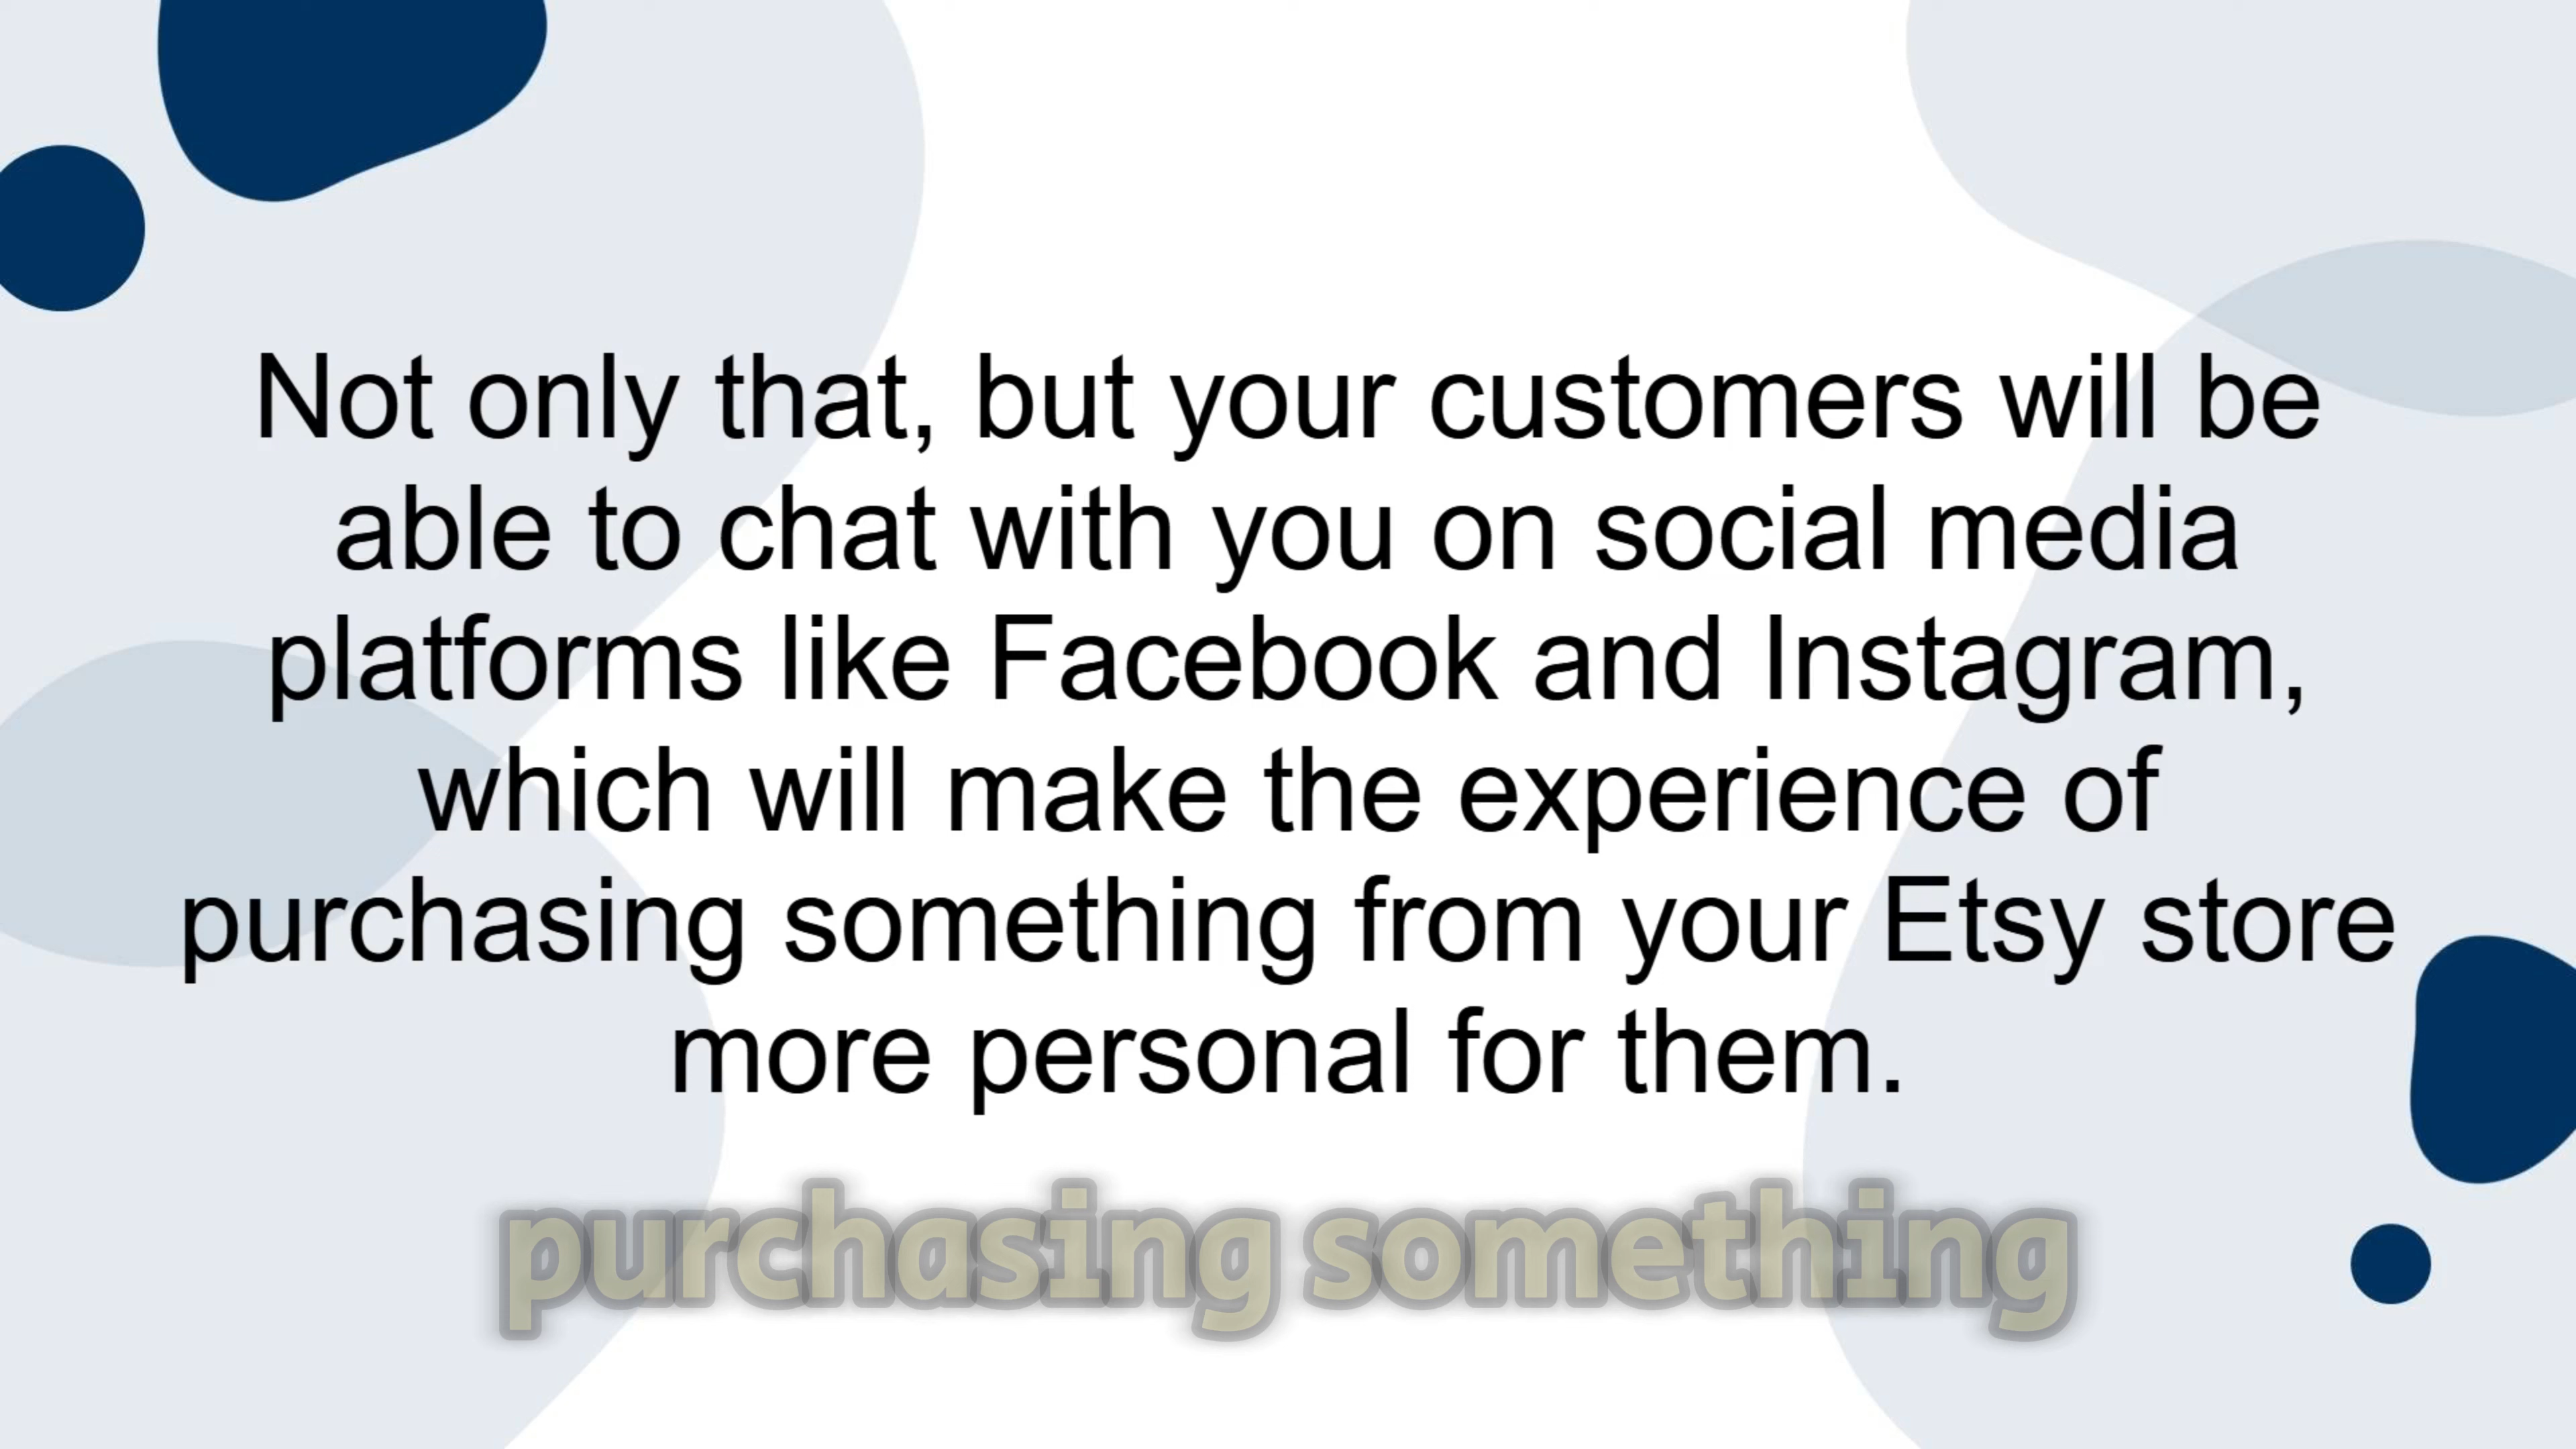 Not only that, but your customers will be
able to chat with you on social media
platforms like Facebook and Instagram,
which will make the experience of
purchasing something from your Etsy store
more personal for them.
purchasing something